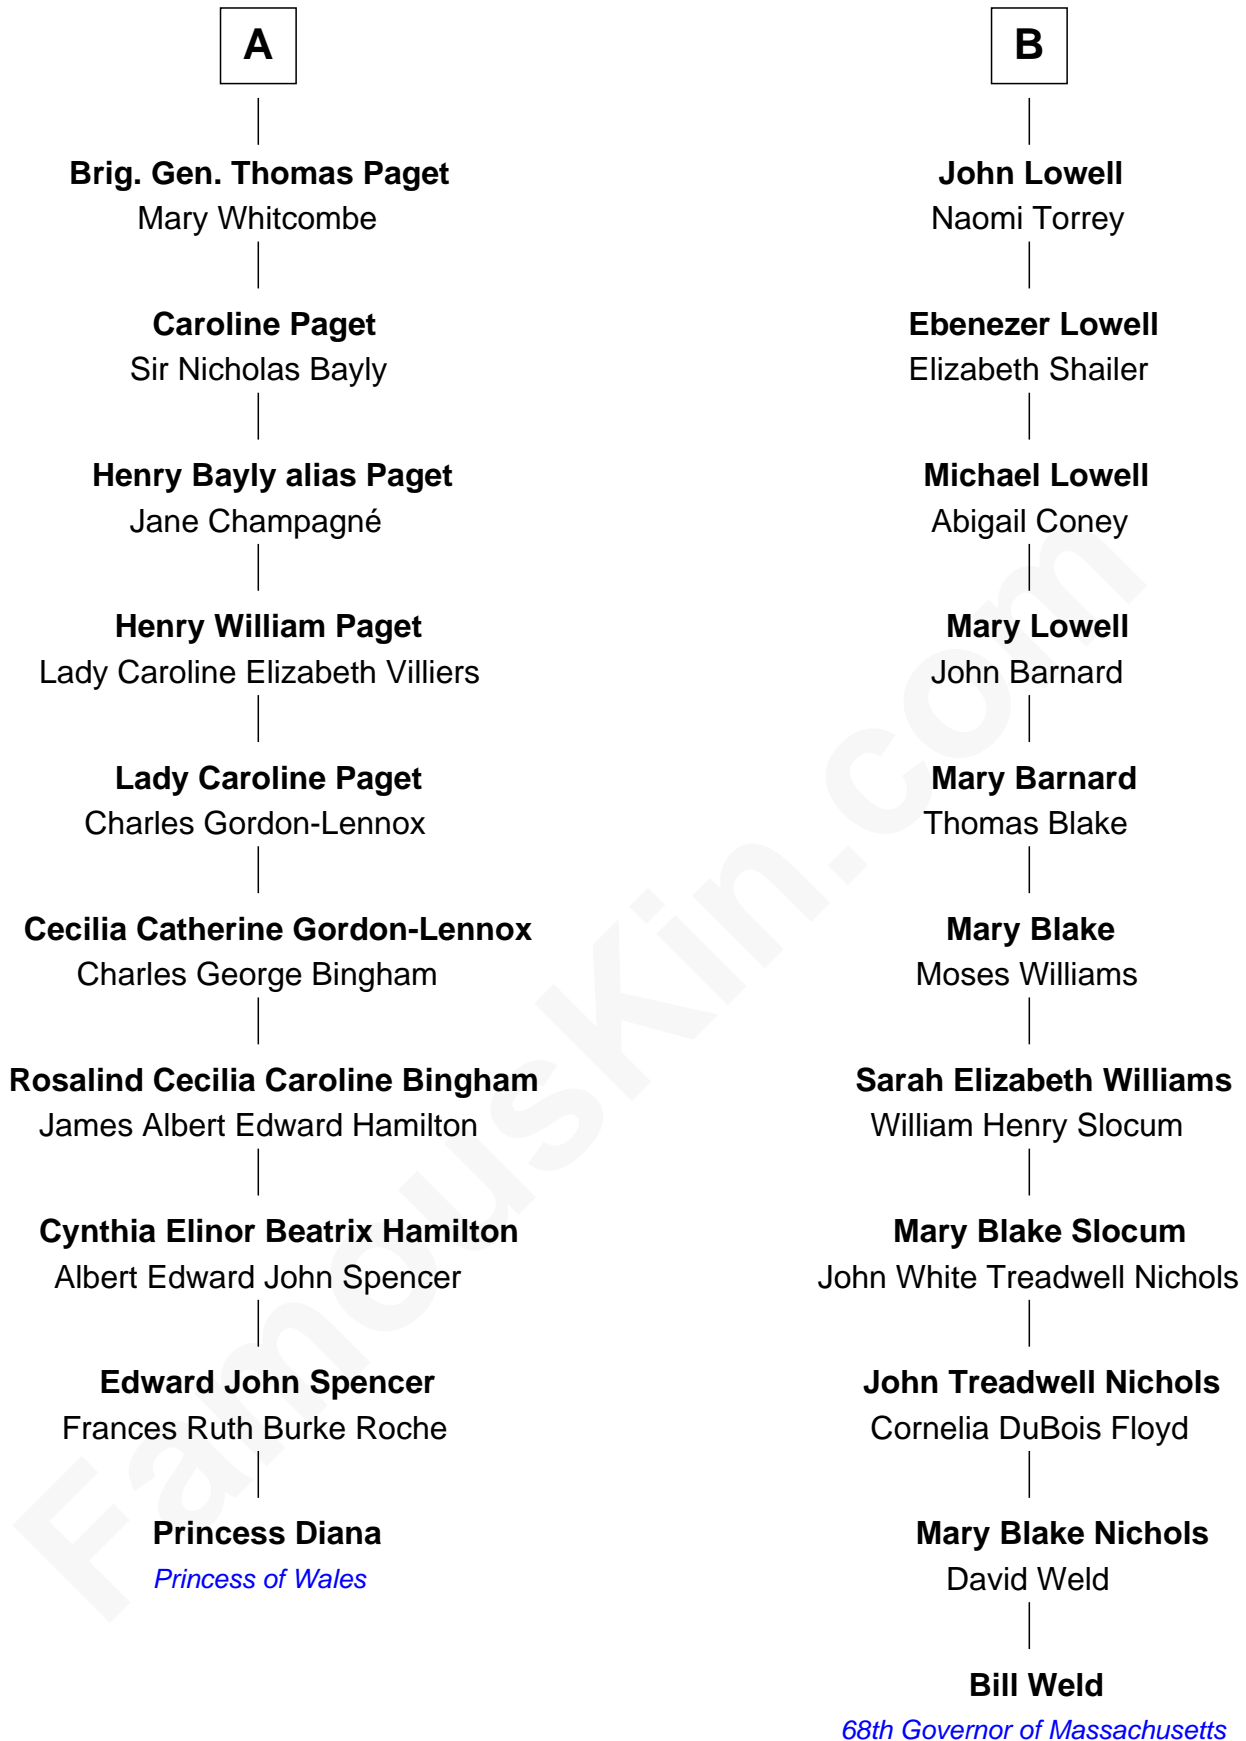 A
Brig. Gen. Thomas Paget
Mary Whitcombe
Caroline Paget
Sir Nicholas Bayly
Henry Bayly alias Paget
Jane Champagné
Henry William Paget
Lady Caroline Elizabeth Villiers
Lady Caroline Paget
Charles Gordon-Lennox
Cecilia Catherine Gordon-Lennox
Charles George Bingham
Rosalind Cecilia Caroline Bingham
James Albert Edward Hamilton
Cynthia Elinor Beatrix Hamilton
Albert Edward John Spencer
Edward John Spencer
Frances Ruth Burke Roche
Princess Diana
Princess of Wales
B
John Lowell
Naomi Torrey
Ebenezer Lowell
Elizabeth Shailer
Michael Lowell
Abigail Coney
Mary Lowell
John Barnard
Mary Barnard
Thomas Blake
Mary Blake
Moses Williams
Sarah Elizabeth Williams
William Henry Slocum
Mary Blake Slocum
John White Treadwell Nichols
John Treadwell Nichols
Cornelia DuBois Floyd
Mary Blake Nichols
David Weld
Bill Weld
68th Governor of Massachusetts
FamousKin.com